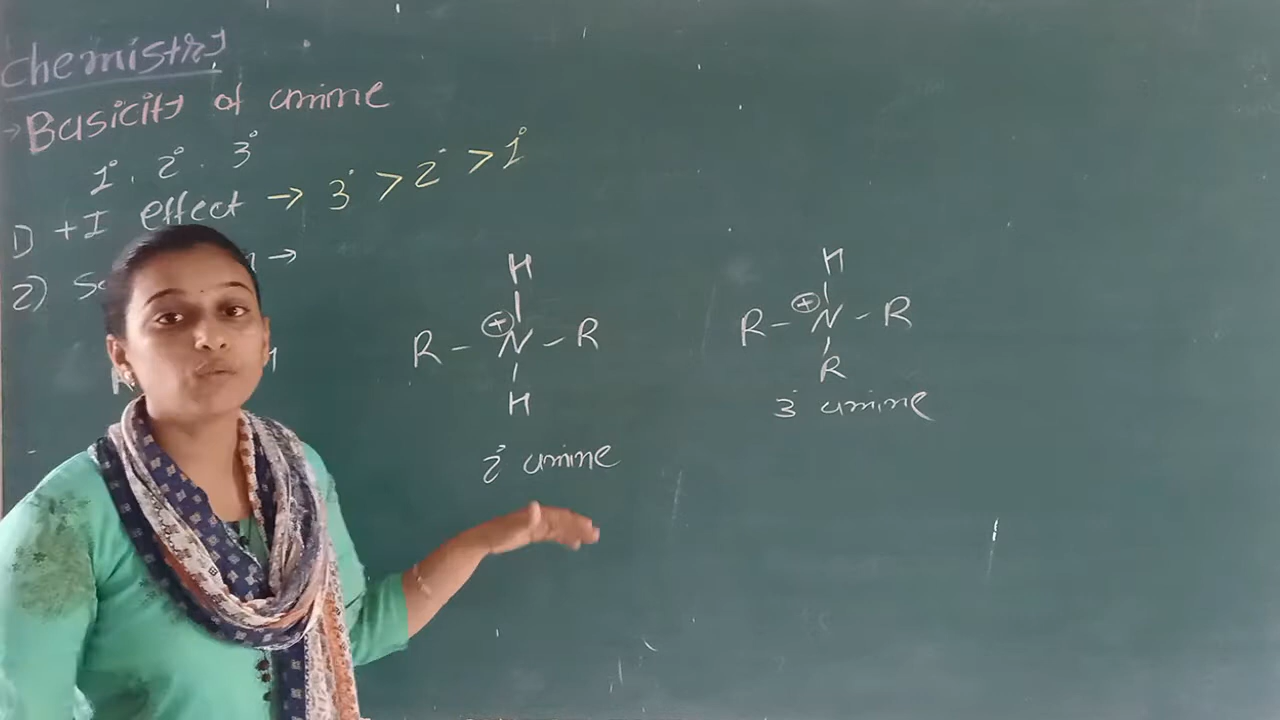 Chemistry
→ Basicity of amine
1° . 2° . 3°
1) +I effect → 3° > 2° > 1°
2) →
H
R - N - R
⊕
H
2° amine
H
R - N - R
⊕
R
3° amine